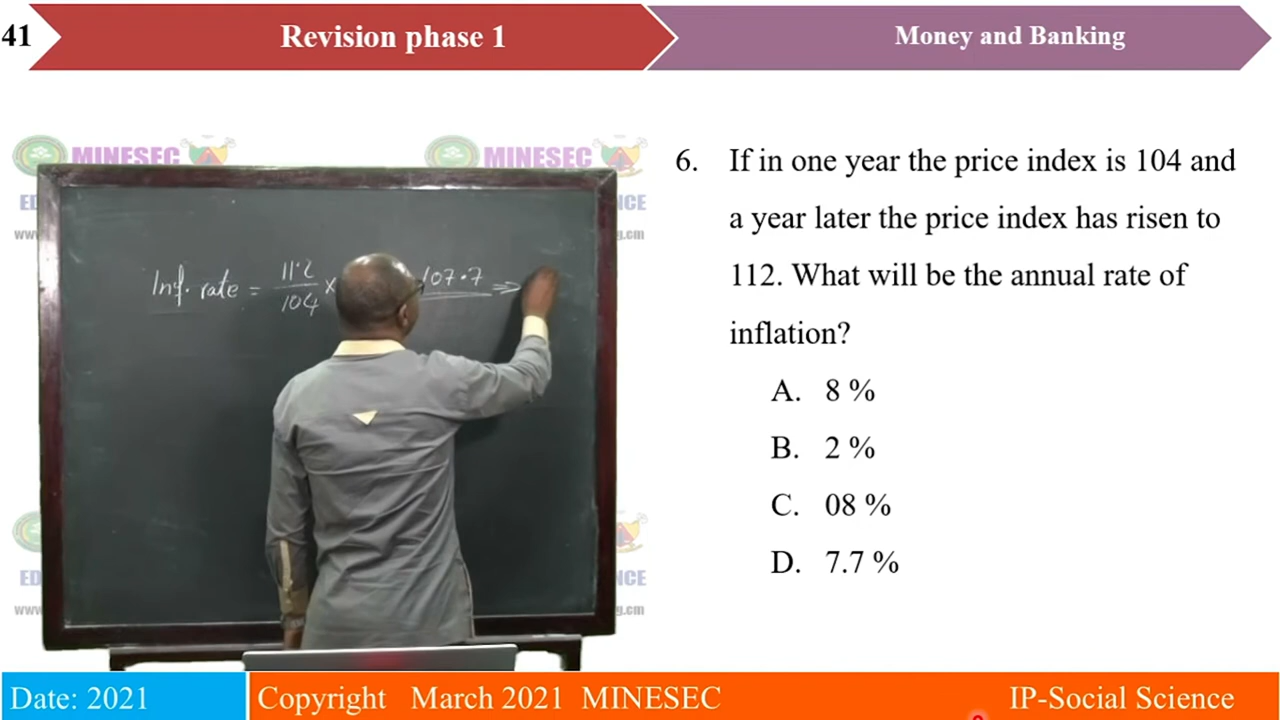 41
Revision phase 1
Money and Banking
MINESEC
MINESEC
6. If in one year the price index is 104 and
a year later the price index has risen to
112. What will be the annual rate of
inflation?
A. 8 %
B. 2 %
C. 08 %
D. 7.7 %
Inf. rate = 112
104 × 107.7 ⇒
Date: 2021
Copyright March 2021 MINESEC
IP-Social Science